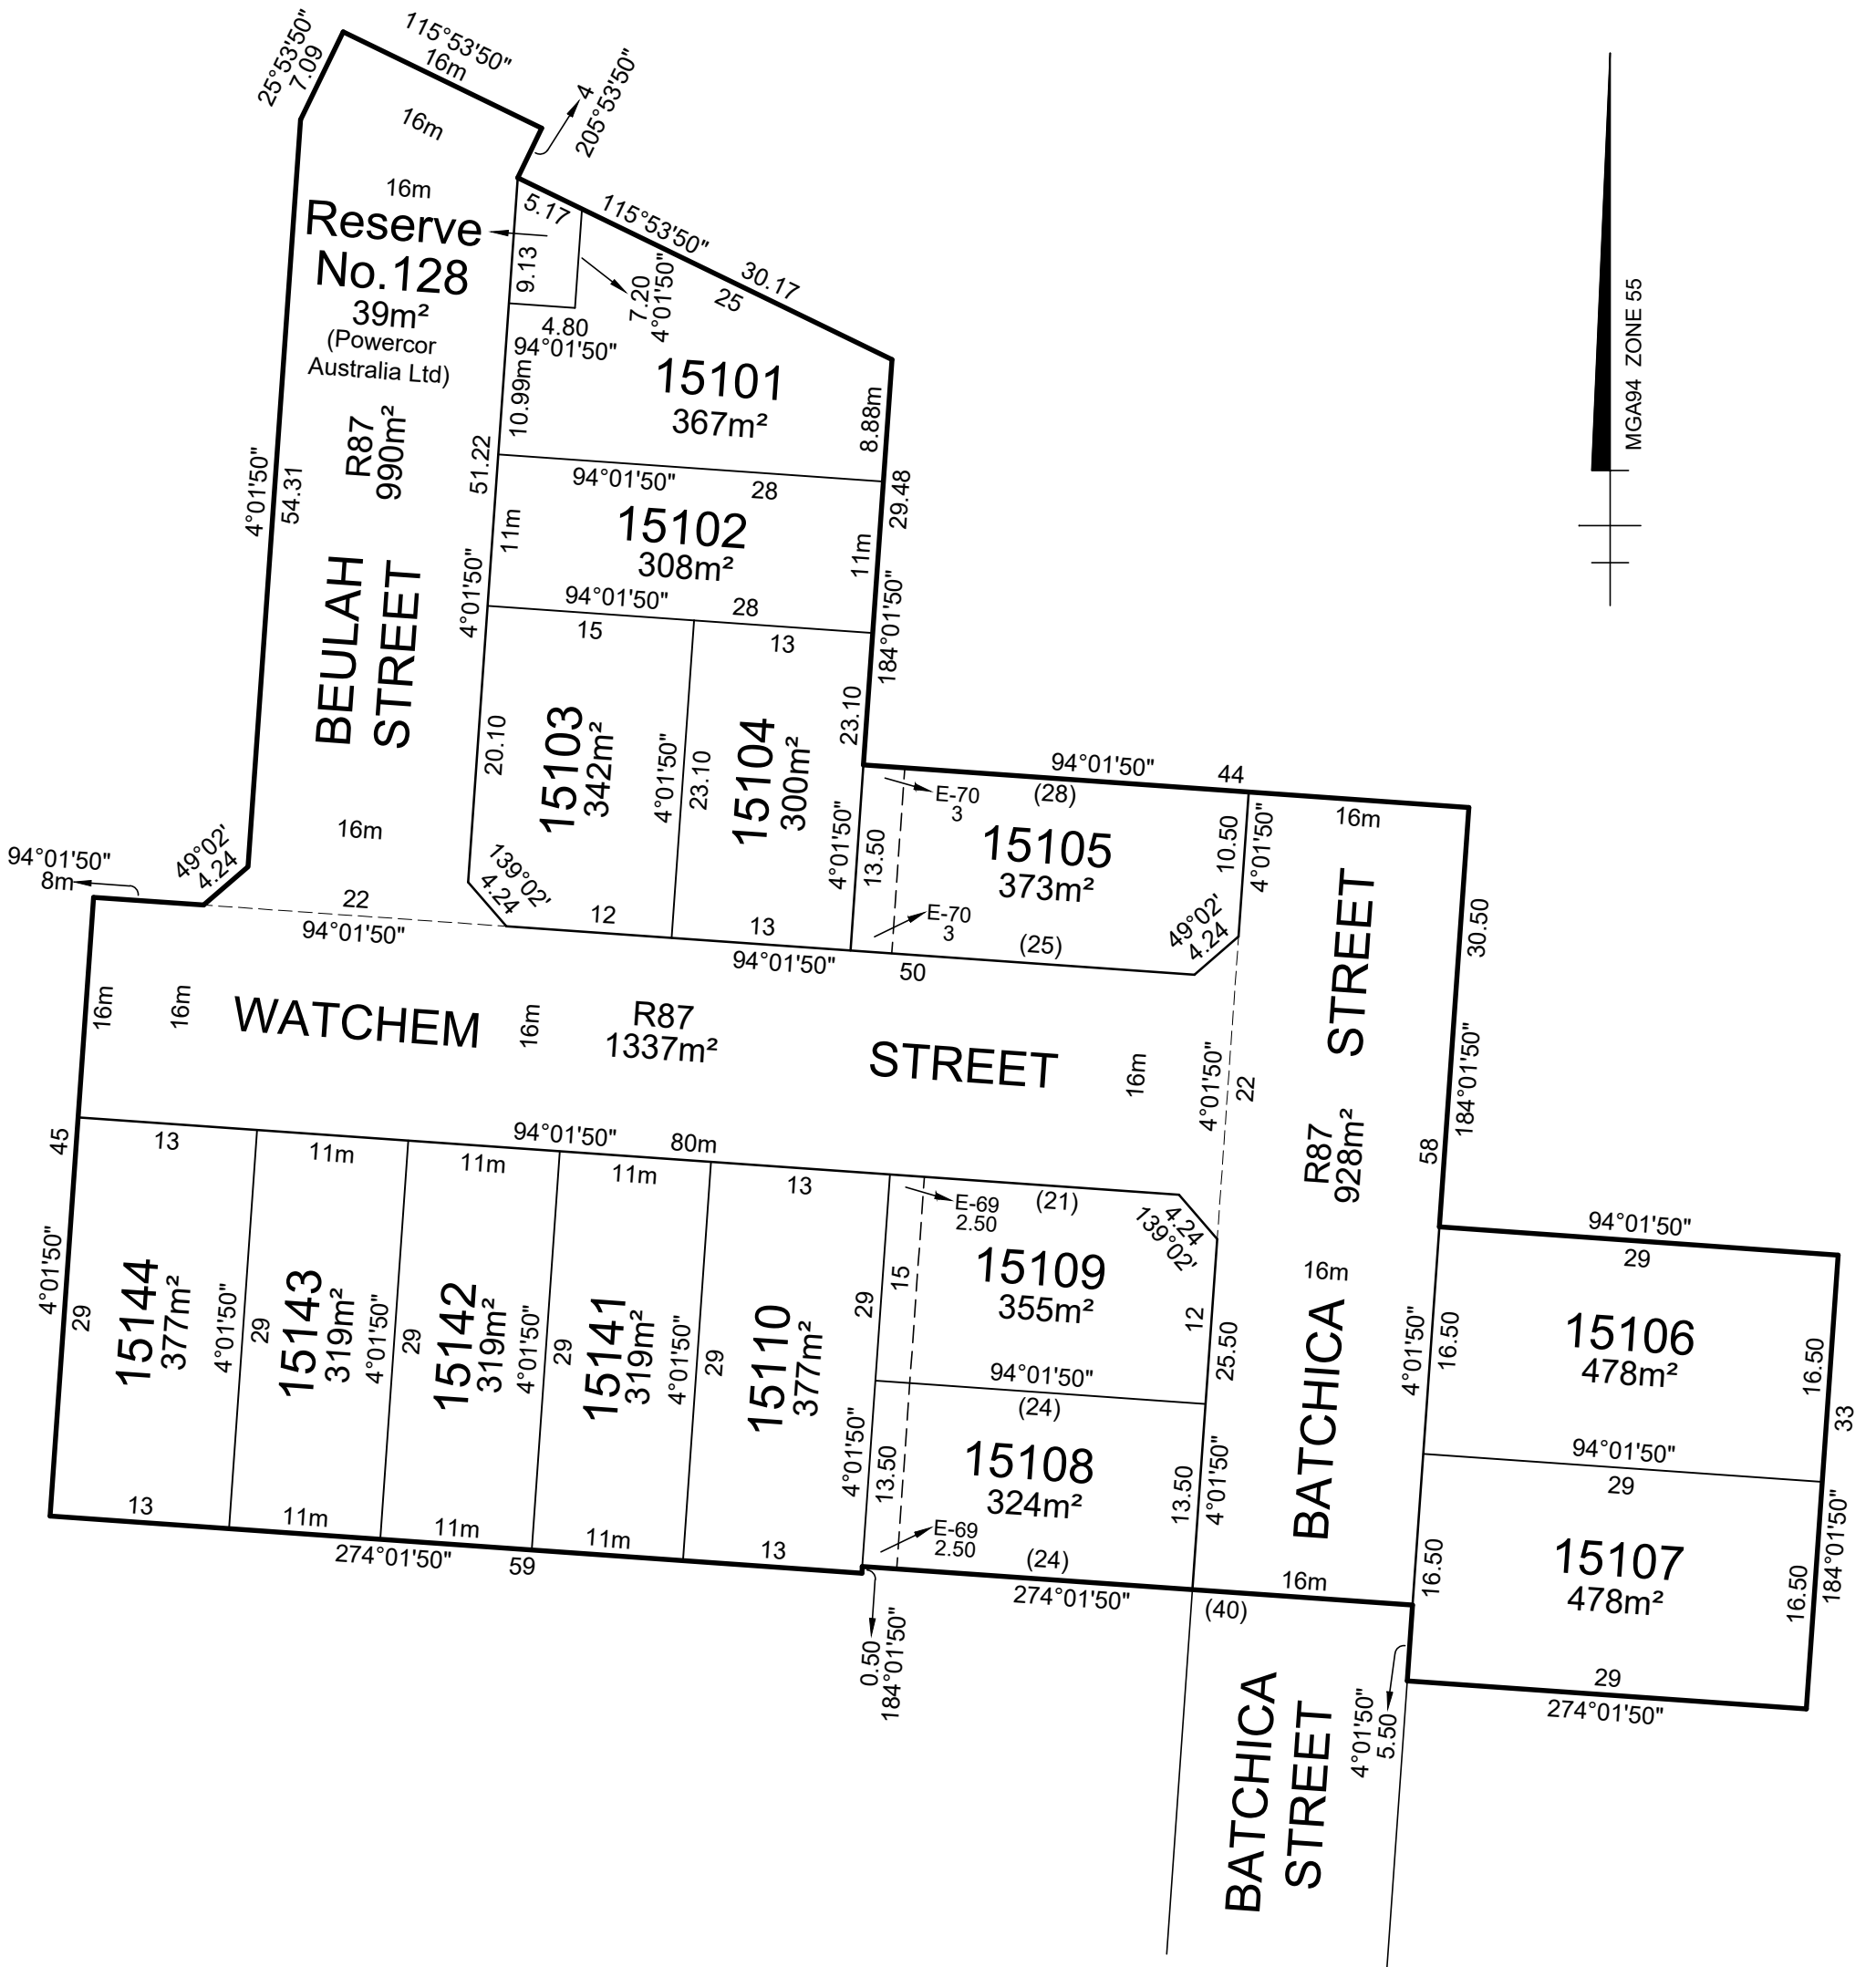 25°53'50"
7.09
115°53'50"
16m
4
205°53'50"
16m
16m
Reserve
No.128
39m²
(Powercor
Australia Ltd)
5.17
9.13
115°53'50"
30.17
25
7.20
4°01'50"
4.80
94°01'50"
15101
367m²
10.99m
8.88m
MGA94 ZONE 55
R87
990m²
4°01'50"
54.31
51.22
4°01'50"
94°01'50"
28
15102
308m²
11m
11m
29.48
184°01'50"
94°01'50"
28
BEULAH
STREET
15
13
20.10
15103
342m²
4°01'50"
23.10
15104
300m²
23.10
94°01'50"
44
16m
E-70
3
(28)
15105
373m²
4°01'50"
13.50
10.50
4°01'50"
E-70
3
(25)
49°02'
4.24
16m
94°01'50"
8m
49°02'
4.24
139°02'
4.24
22
94°01'50"
12
13
94°01'50"
50
30.50
184°01'50"
58
BATCHICA STREET
R87
928m²
16m
16m
WATCHEM STREET
16m
R87
1337m²
16m
4°01'50"
22
45
4°01'50"
13
11m
94°01'50"
80m
11m
11m
13
29
15144
377m²
4°01'50"
29
15143
319m²
4°01'50"
29
15142
319m²
4°01'50"
29
15141
319m²
4°01'50"
29
15110
377m²
29
4°01'50"
E-69
2.50
(21)
4.24
139°02'
15
15109
355m²
12
25.50
94°01'50"
(24)
15108
324m²
13.50
13.50
4°01'50"
E-69
2.50
(24)
16m
16m
94°01'50"
29
15106
478m²
4°01'50"
16.50
16.50
33
184°01'50"
94°01'50"
29
15107
478m²
16.50
16.50
29
274°01'50"
13
11m
11m
11m
13
274°01'50"
59
0.50
184°01'50"
274°01'50"
(40)
4°01'50"
5.50
BATCHICA
STREET